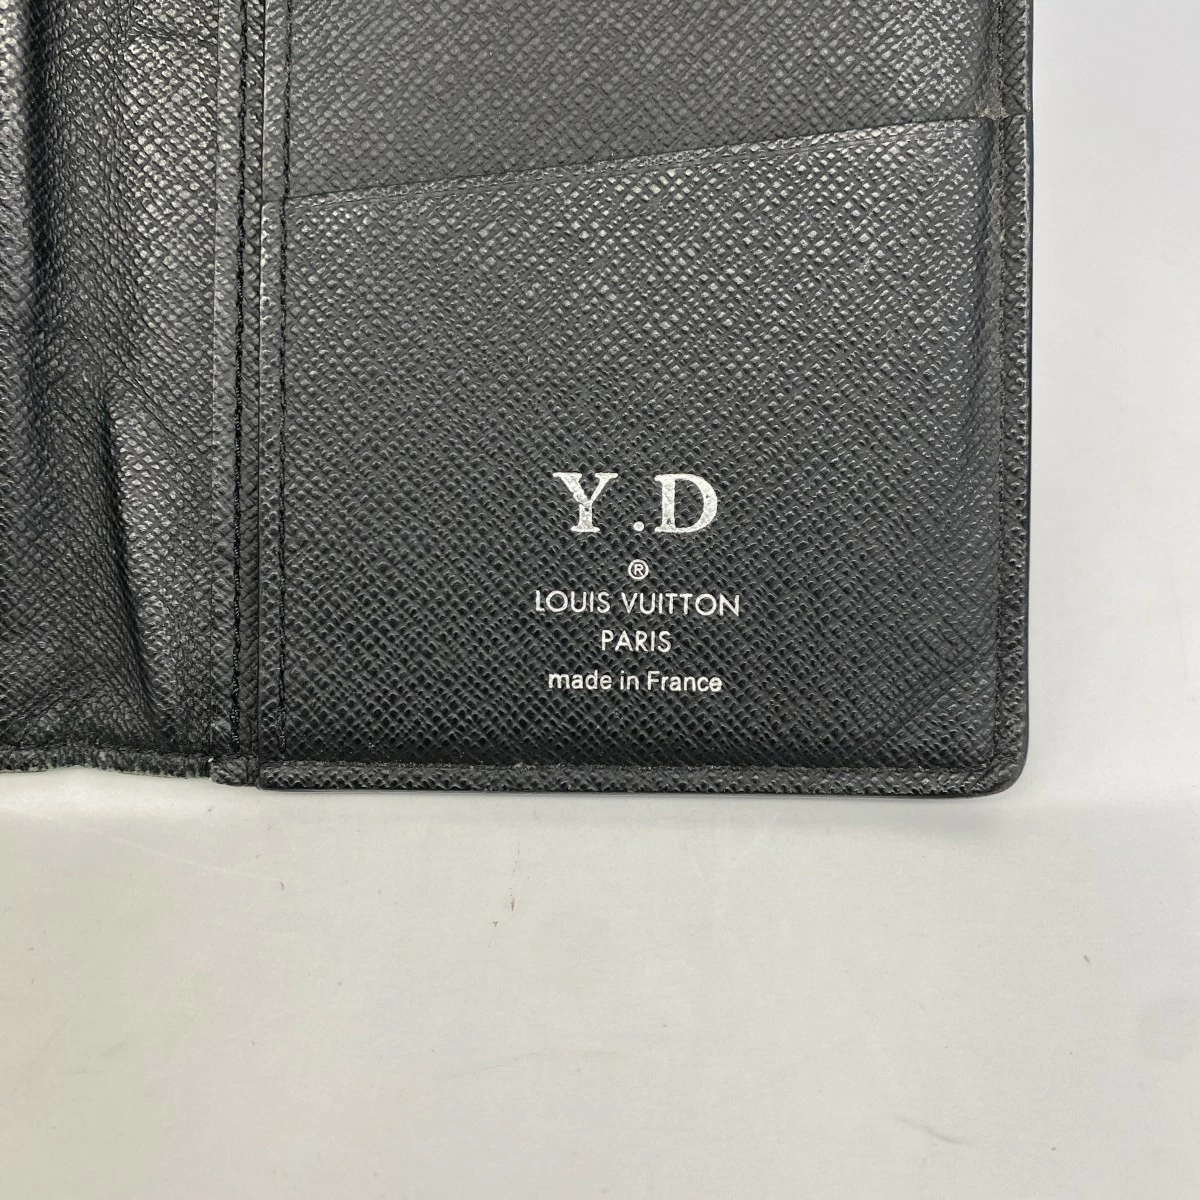 Y.D
®
LOUIS VUITTON
PARIS
made in France